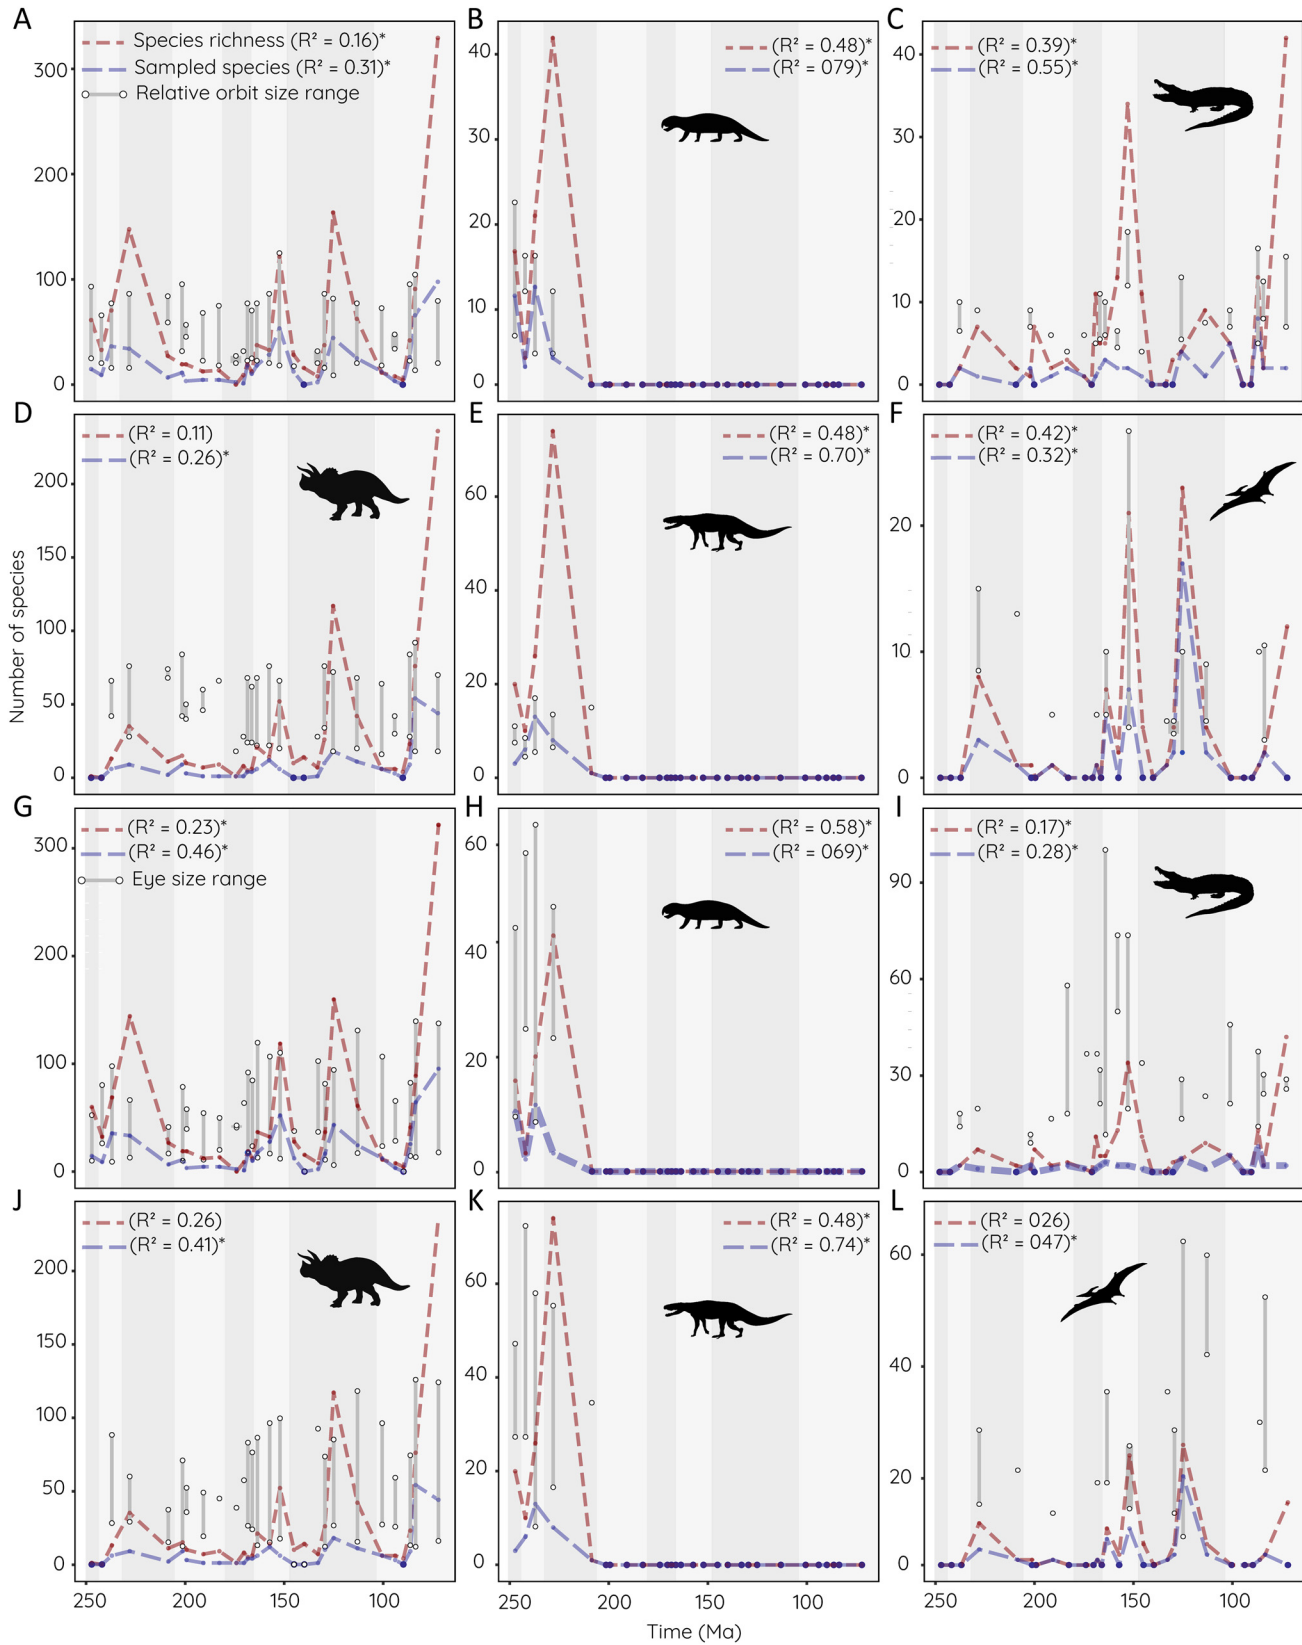 A
Species richness (R² = 0.16)*
Sampled species (R² = 0.31)*
Relative orbit size range
300
200
100
0
B
(R² = 0.48)*
(R² = 079)*
40
30
20
10
0
C
(R² = 0.39)*
(R² = 0.55)*
40
30
20
10
0
D
(R² = 0.11)
(R² = 0.26)*
200
150
100
50
0
E
(R² = 0.48)*
(R² = 0.70)*
60
40
20
0
F
(R² = 0.42)*
(R² = 0.32)*
20
10
0
Number of species
G
(R² = 0.23)*
(R² = 0.46)*
Eye size range
300
200
100
0
H
(R² = 0.58)*
(R² = 069)*
60
40
20
0
I
(R² = 0.17)*
(R² = 0.28)*
90
60
30
0
J
(R² = 0.26)
(R² = 0.41)*
200
150
100
50
0
250 200 150 100
K
(R² = 0.48)*
(R² = 0.74)*
60
40
20
0
250 200 150 100
L
(R² = 026)
(R² = 047)*
60
40
20
0
250 200 150 100
Time (Ma)